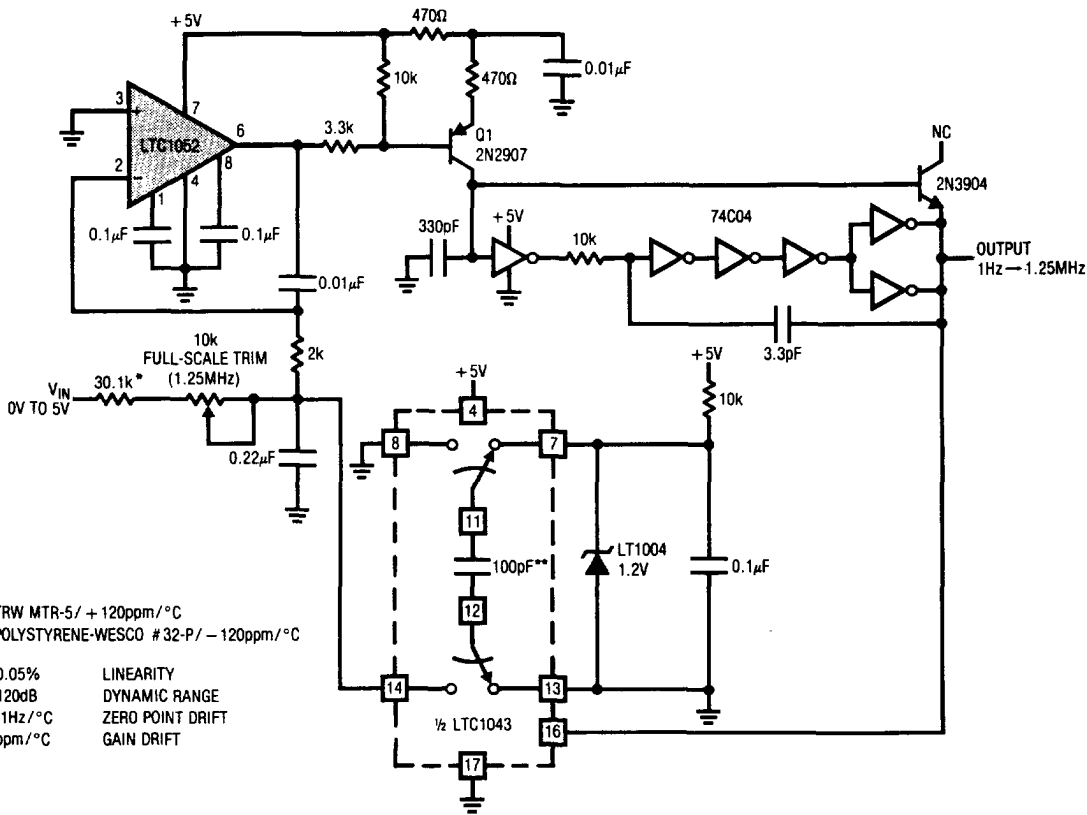 +5V
470Ω
10k
470Ω
0.01µF
3
+
7
LTC1052
6
8
2
−
4
1
3.3k
Q1
2N2907
NC
2N3904
0.1µF
0.1µF
330pF
+5V
10k
74C04
OUTPUT
1Hz→1.25MHz
0.01µF
3.3pF
10k
FULL-SCALE TRIM
(1.25MHz)
2k
VIN
0V TO 5V
30.1k*
0.22µF
+5V
4
+5V
10k
8
7
11
100pF**
12
LT1004
1.2V
0.1µF
14
13
½ LTC1043
16
17
TRW MTR-5/+120ppm/°C
POLYSTYRENE-WESCO #32-P/−120ppm/°C
0.05% LINEARITY
120dB DYNAMIC RANGE
1Hz/°C ZERO POINT DRIFT
ppm/°C GAIN DRIFT